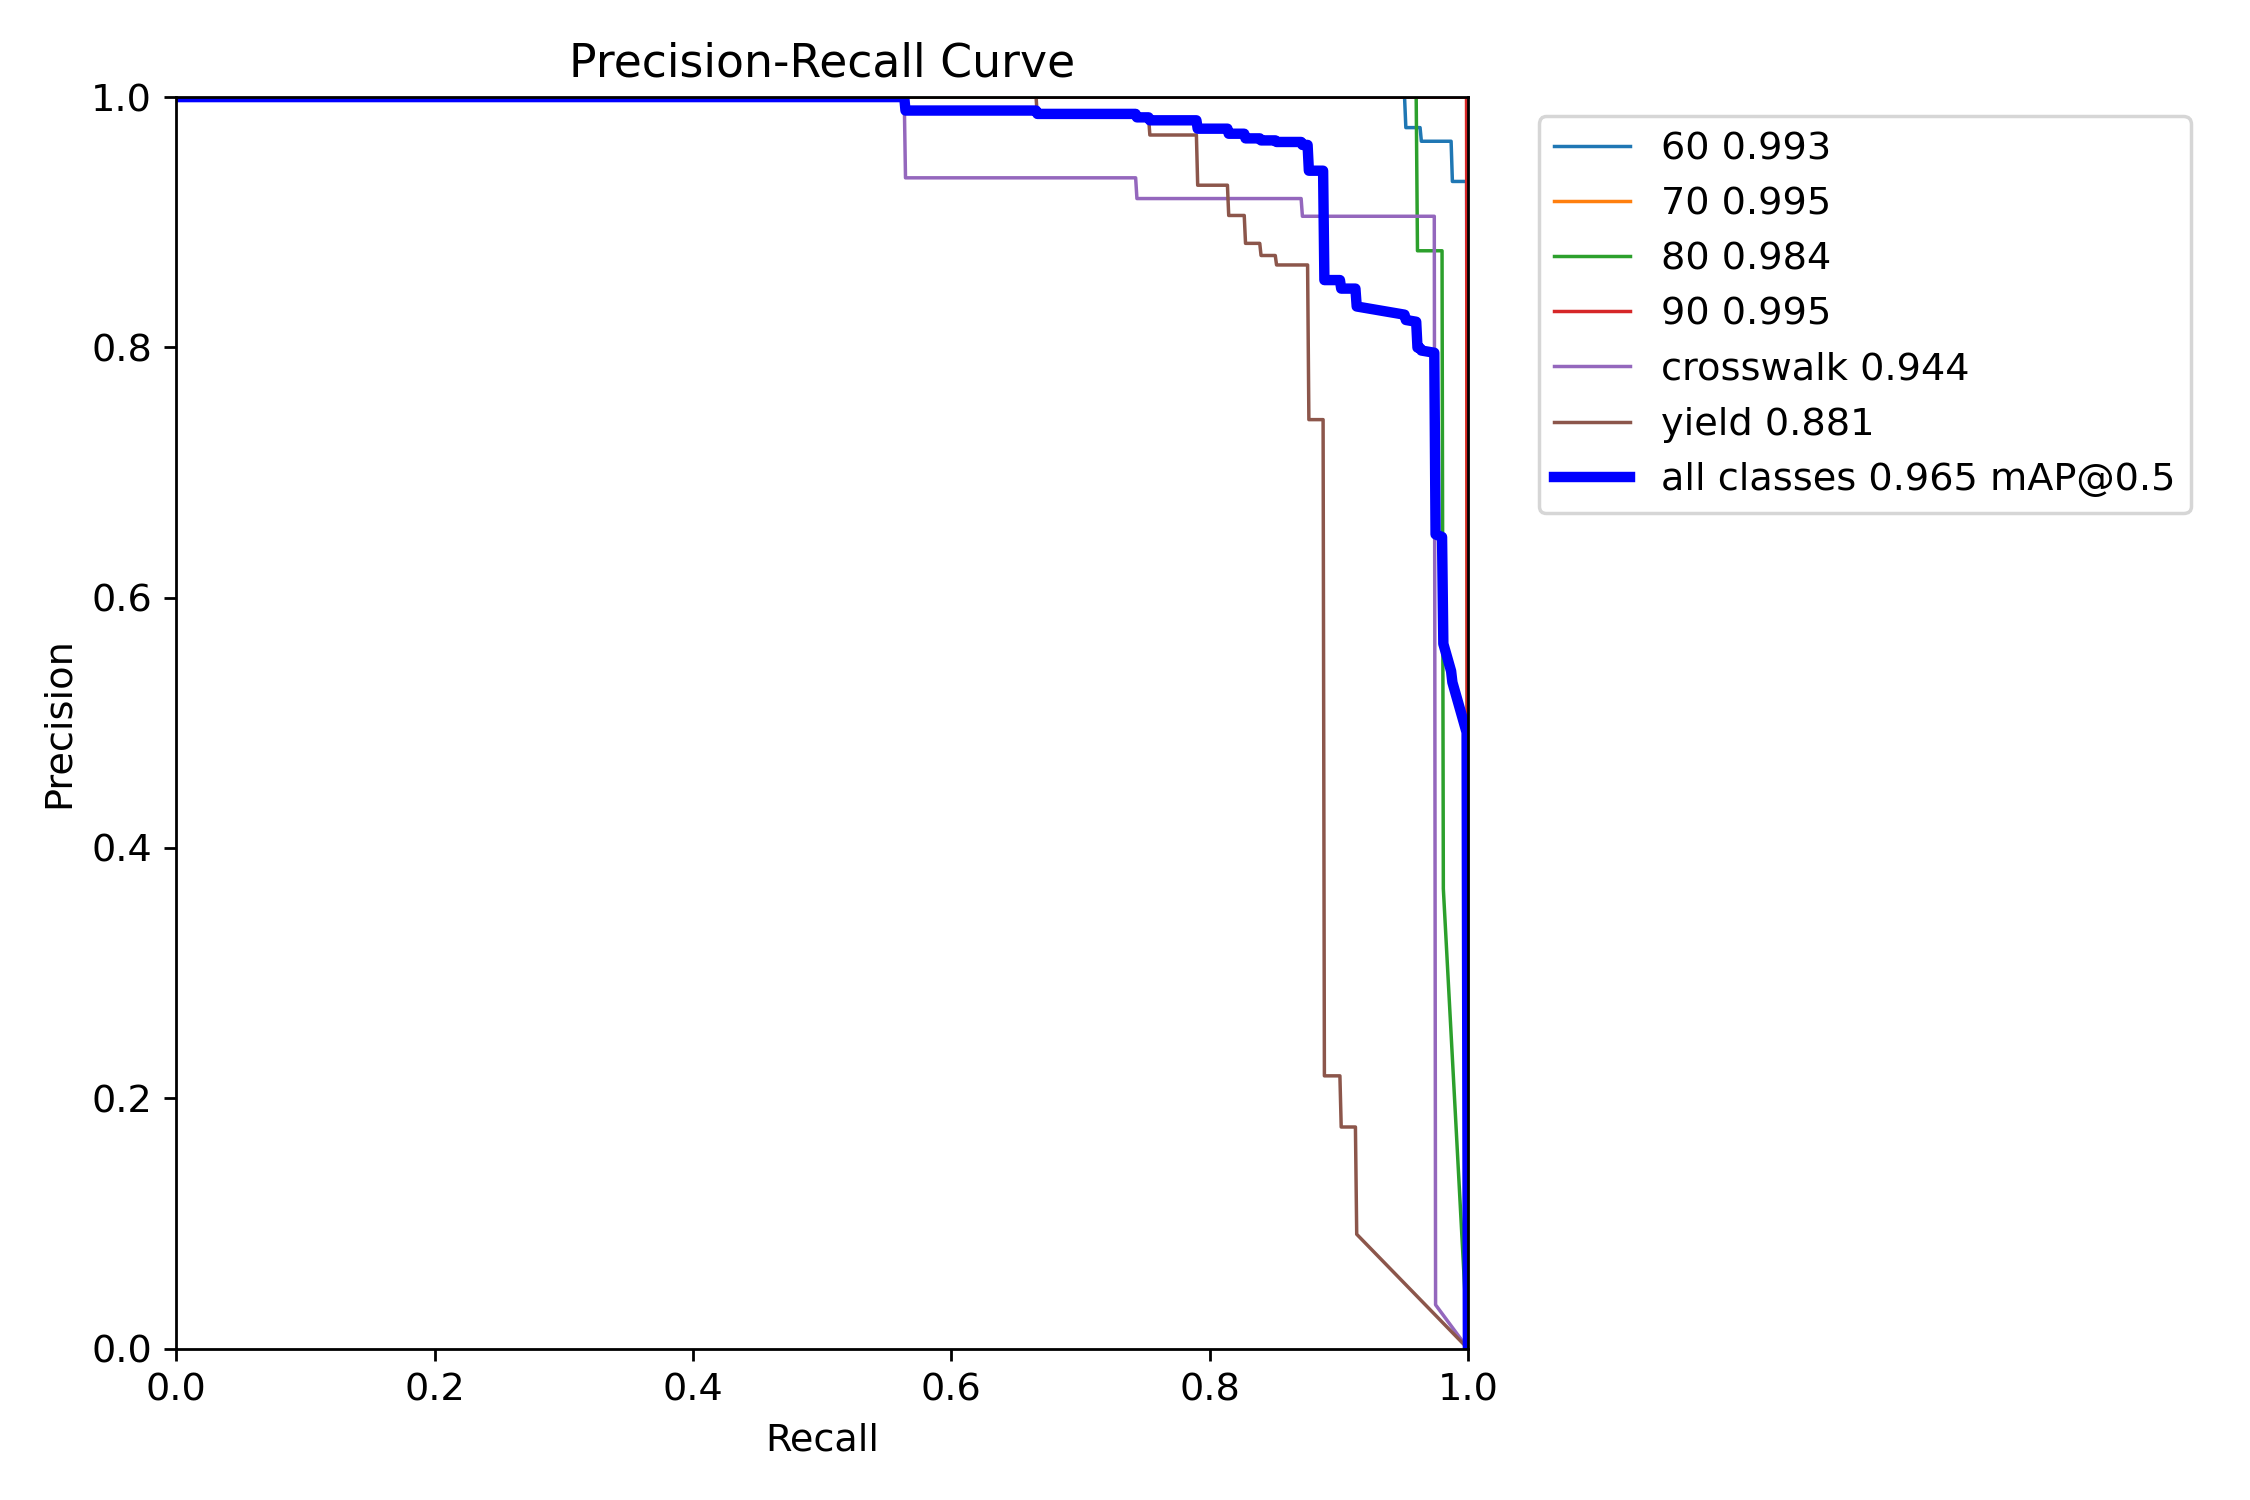 Precision-Recall Curve
1.0
0.8
0.6
0.4
0.2
0.0
Precision
0.0 0.2 0.4 0.6 0.8 1.0
Recall
60 0.993
70 0.995
80 0.984
90 0.995
crosswalk 0.944
yield 0.881
all classes 0.965 mAP@0.5